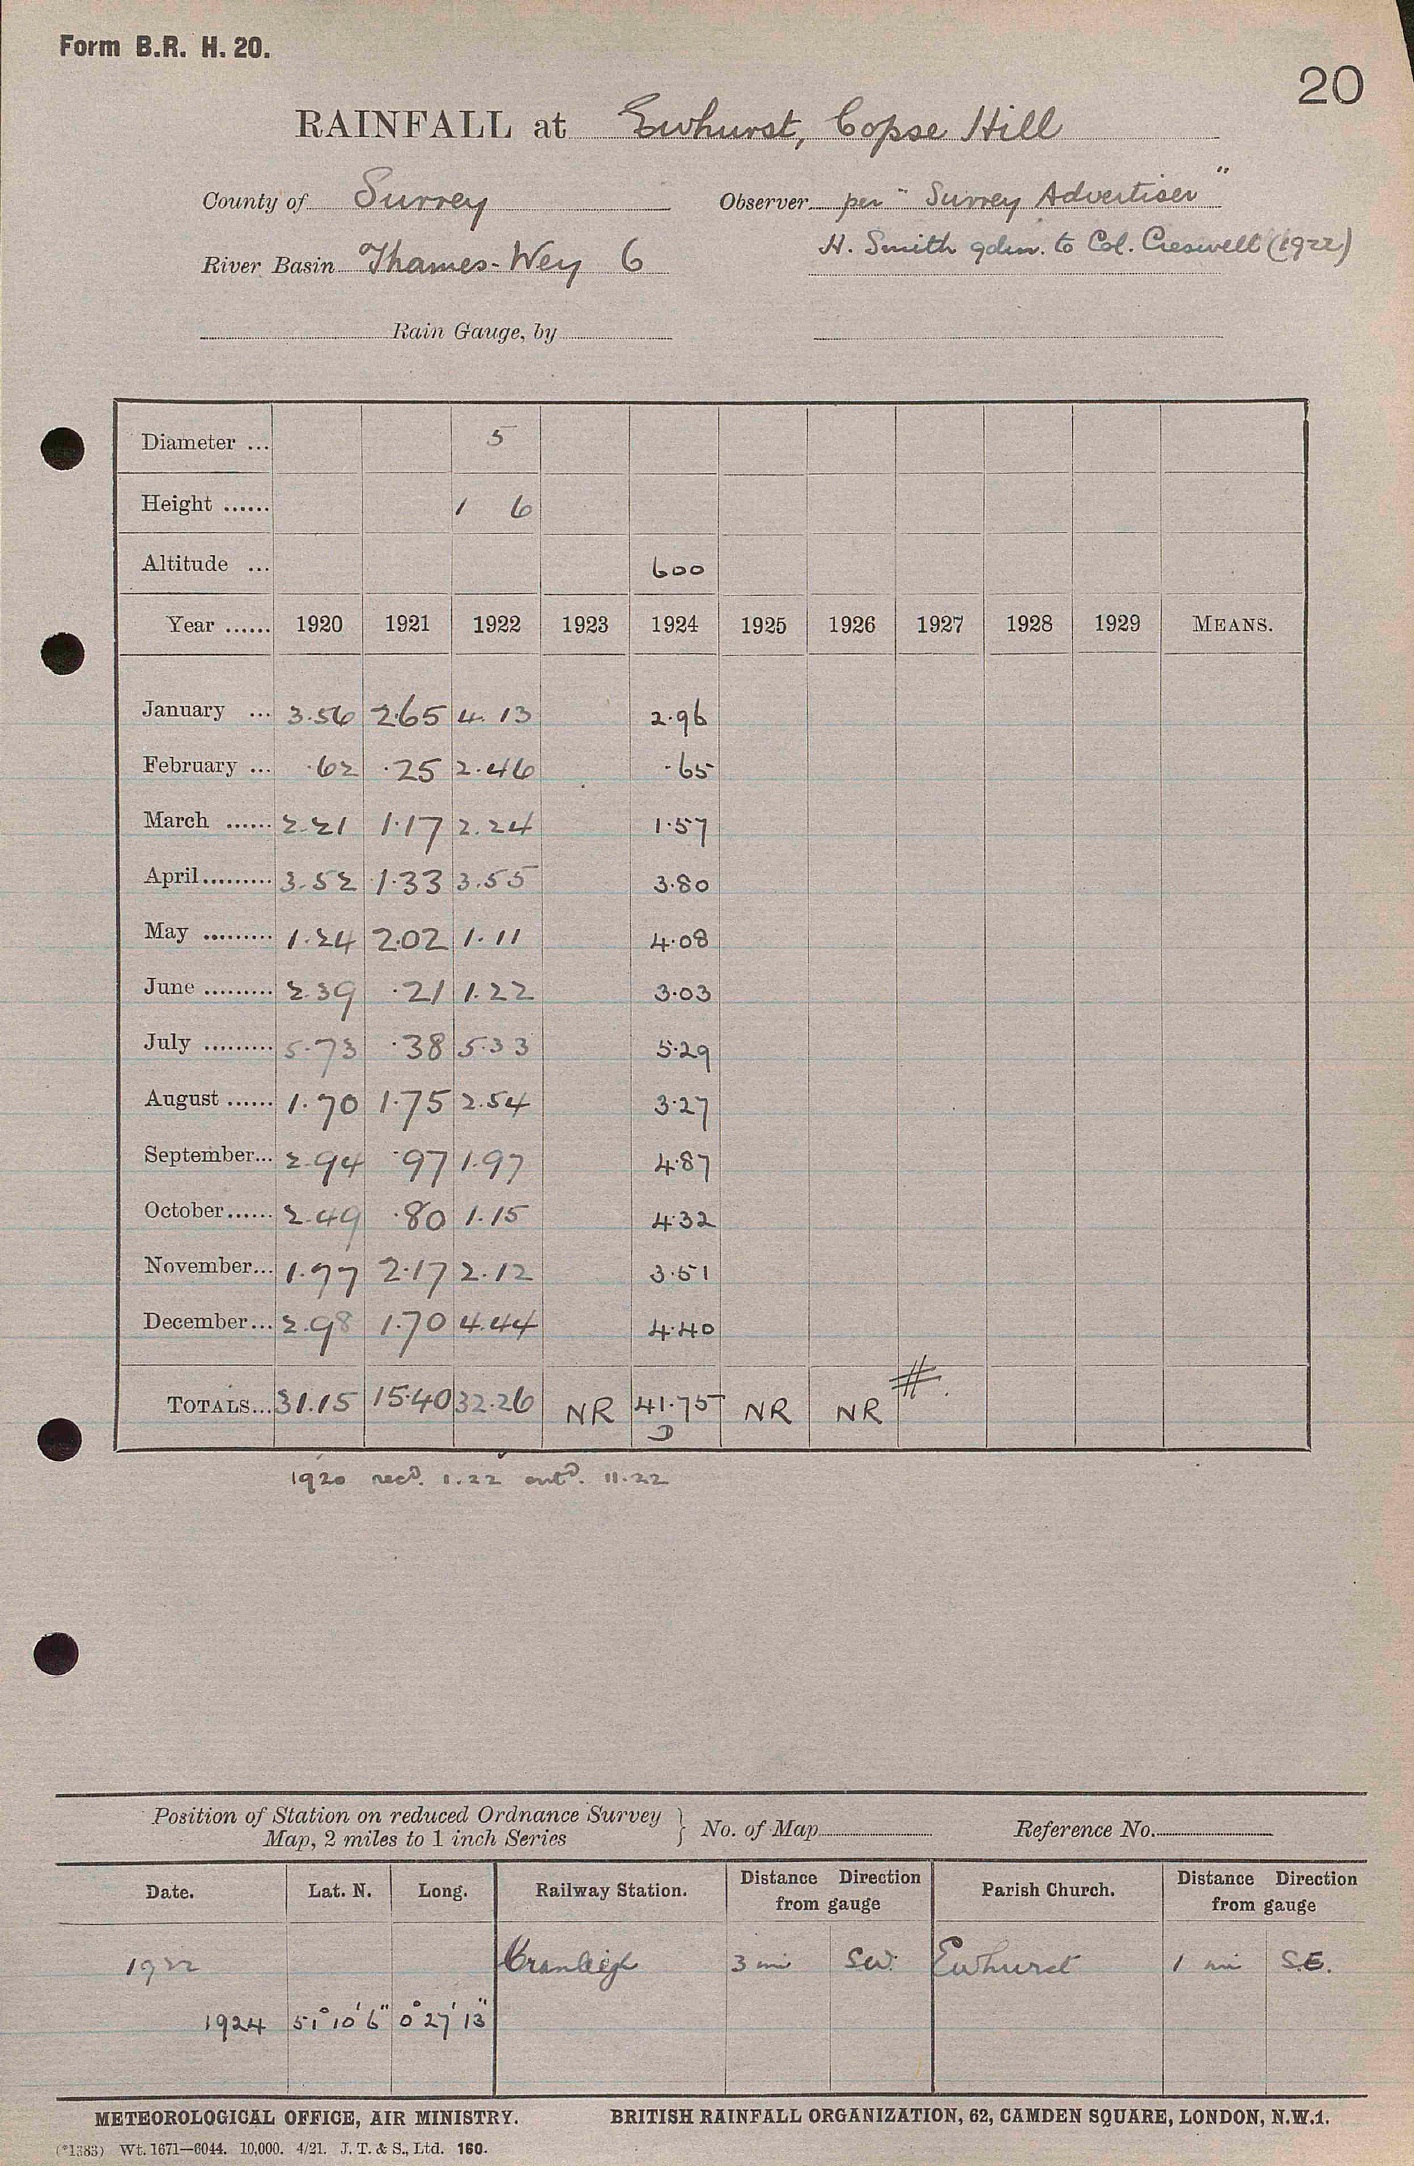 Form B.R. H. 20.
20
RAINFALL at Ewhurst, Copse Hill
County of Surrey Observer per "Surrey Advertiser"
River Basin Thames-Wey 6 H. Smith gdnr. to Col. Creswell (1922)
Rain Gauge, by
Diameter ... 5
Height ...... 1 6
Altitude ... 600
Year ...... 1920 1921 1922 1923 1924 1925 1926 1927 1928 1929 MEANS.
January ... 3.56 2.65 4.13 2.96
February ... .62 .25 2.46 .65
March ...... 2.21 1.17 2.24 1.57
April ......... 3.52 1.33 3.55 3.80
May ......... 1.24 2.02 1.11 4.08
June ......... 2.39 .21 1.22 3.03
July ......... 5.73 .38 5.33 5.29
August ...... 1.70 1.75 2.54 3.27
September... 2.94 .97 1.97 4.87
October ...... 2.49 .80 1.15 4.32
November... 1.77 2.17 2.12 3.51
December... 2.98 1.70 4.44 4.40
TOTALS... 31.15 15.40 32.26 NR 41.75 NR NR #
D
1920 recd. 1.22 entd. 11.22
Position of Station on reduced Ordnance Survey
Map, 2 miles to 1 inch Series } No. of Map Reference No.
Date. Lat. N. Long. Railway Station. Distance Direction from gauge Parish Church. Distance Direction from gauge
1922 Cranleigh 3 mi SW. Ewhurst 1 mi S.E.
1924 51° 10' 6" 0° 27' 13"
METEOROLOGICAL OFFICE, AIR MINISTRY. BRITISH RAINFALL ORGANIZATION, 62, CAMDEN SQUARE, LONDON, N.W.1.
(*1383) Wt. 1671—6044. 10,000. 4/21. J. T. & S., Ltd. 160.